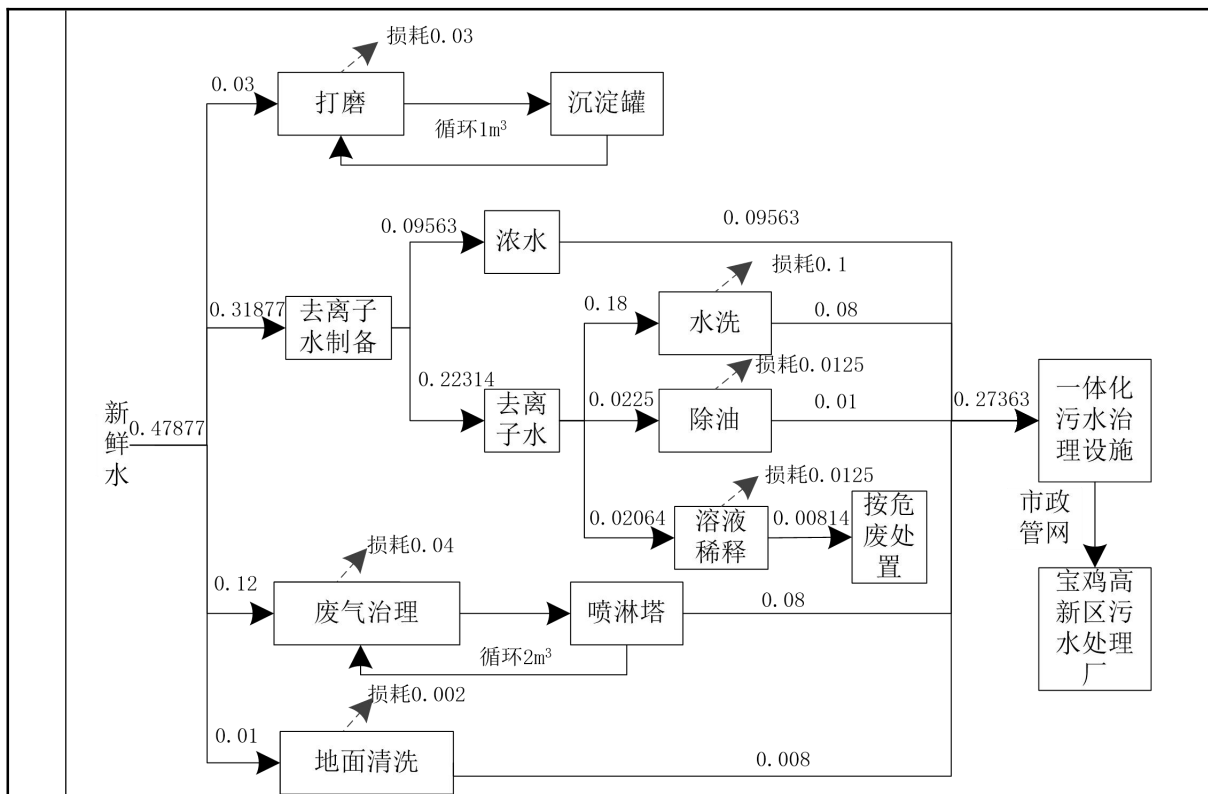 损耗0.03
0.03
打磨
沉淀罐
循环1m³
0.09563
浓水
0.09563
损耗0.1
0.31877
去离子
水制备
0.18
水洗
0.08
损耗0.0125
0.22314
去离
子水
0.0225
除油
0.01
0.27363
一体化
污水治
理设施
新
鲜
水
0.47877
损耗0.0125
0.02064
溶液
稀释
0.00814
按危
废处
置
市政
管网
损耗0.04
0.12
废气治理
喷淋塔
0.08
循环2m³
宝鸡高
新区污
水处理
厂
损耗0.002
0.01
地面清洗
0.008